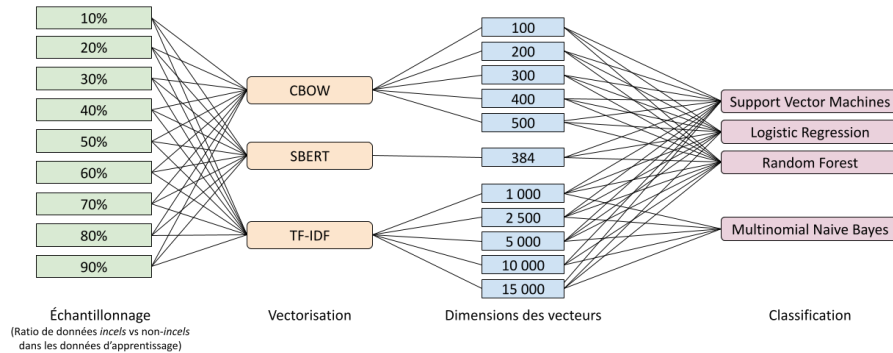 10%
20%
30%
40%
50%
60%
70%
80%
90%
Échantillonnage
(Ratio de données incels vs non-incels
dans les données d'apprentissage)
CBOW
SBERT
TF-IDF
Vectorisation
100
200
300
400
500
384
1 000
2 500
5 000
10 000
15 000
Dimensions des vecteurs
Support Vector Machines
Logistic Regression
Random Forest
Multinomial Naive Bayes
Classification